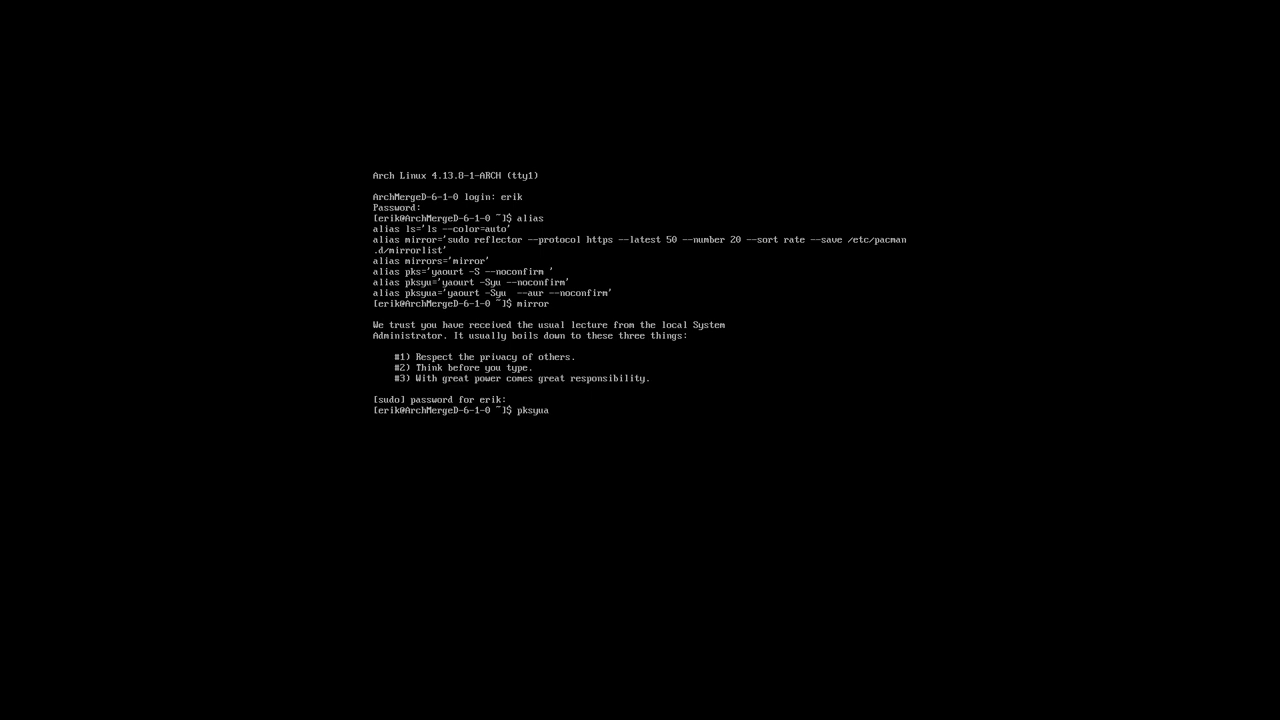 Arch Linux 4.13.8-1-ARCH (tty1)
ArchMergeD-6-1-0 login: erik
Password:
[erik@ArchMergeD-6-1-0 ~]$ alias
alias ls='ls --color=auto'
alias mirror='sudo reflector --protocol https --latest 50 --number 20 --sort rate --save /etc/pacman
.d/mirrorlist'
alias mirrors='mirror'
alias pks='yaourt -S --noconfirm '
alias pksyu='yaourt -Syu --noconfirm'
alias pksyua='yaourt -Syu  --aur --noconfirm'
[erik@ArchMergeD-6-1-0 ~]$ mirror
We trust you have received the usual lecture from the local System
Administrator. It usually boils down to these three things:
#1) Respect the privacy of others.
#2) Think before you type.
#3) With great power comes great responsibility.
[sudo] password for erik:
[erik@ArchMergeD-6-1-0 ~]$ pksyua